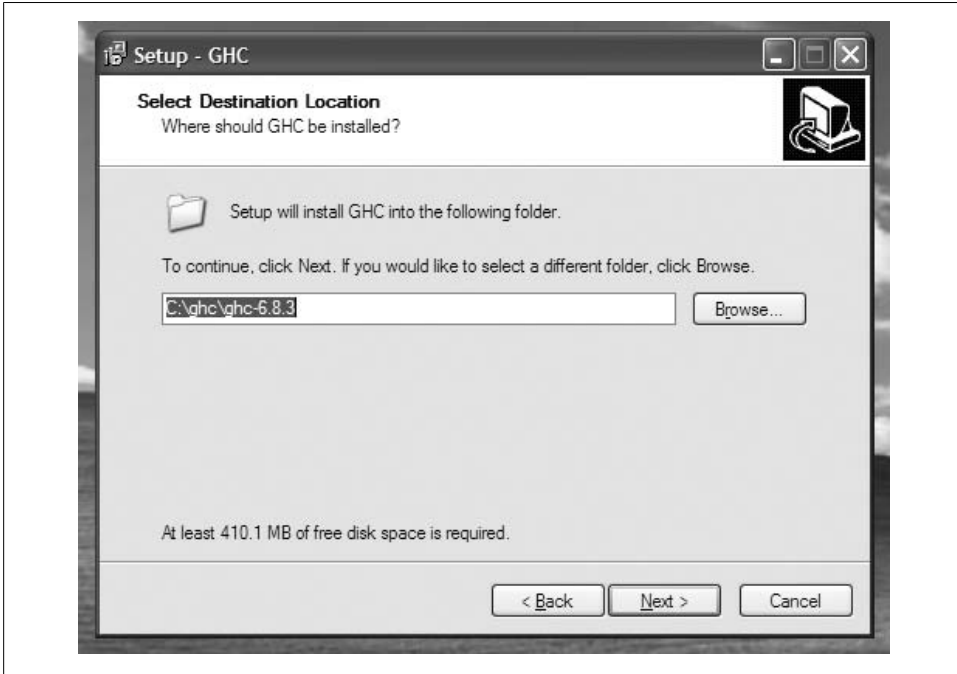 Setup - GHC
Select Destination Location
Where should GHC be installed?
Setup will install GHC into the following folder.
To continue, click Next. If you would like to select a different folder, click Browse.
C:\ghc\ghc-6.8.3
Browse...
At least 410.1 MB of free disk space is required.
< Back
Next >
Cancel